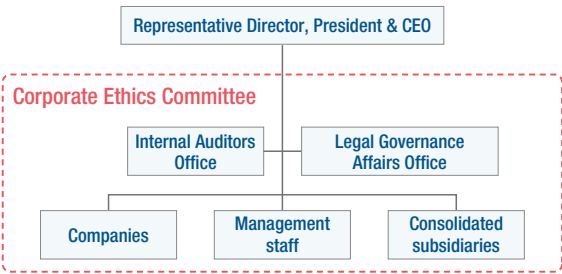 Representative Director, President & CEO
Corporate Ethics Committee
Internal Auditors
Office
Legal Governance
Affairs Office
Companies
Management
staff
Consolidated
subsidiaries